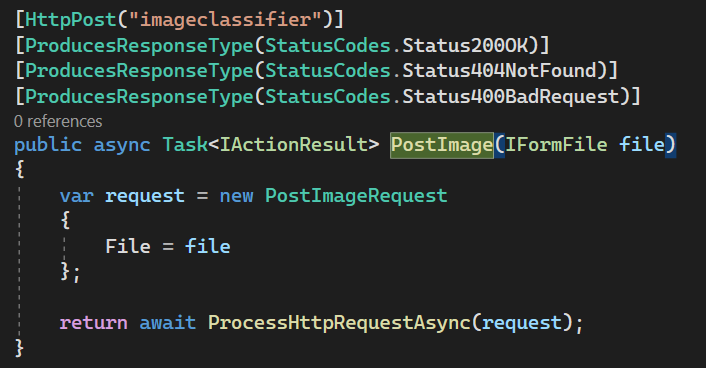 [HttpPost("imageclassifier")]
[ProducesResponseType(StatusCodes.Status200OK)]
[ProducesResponseType(StatusCodes.Status404NotFound)]
[ProducesResponseType(StatusCodes.Status400BadRequest)]
0 references
public async Task<IActionResult> PostImage(IFormFile file)
{
    var request = new PostImageRequest
    {
        File = file
    };

    return await ProcessHttpRequestAsync(request);
}